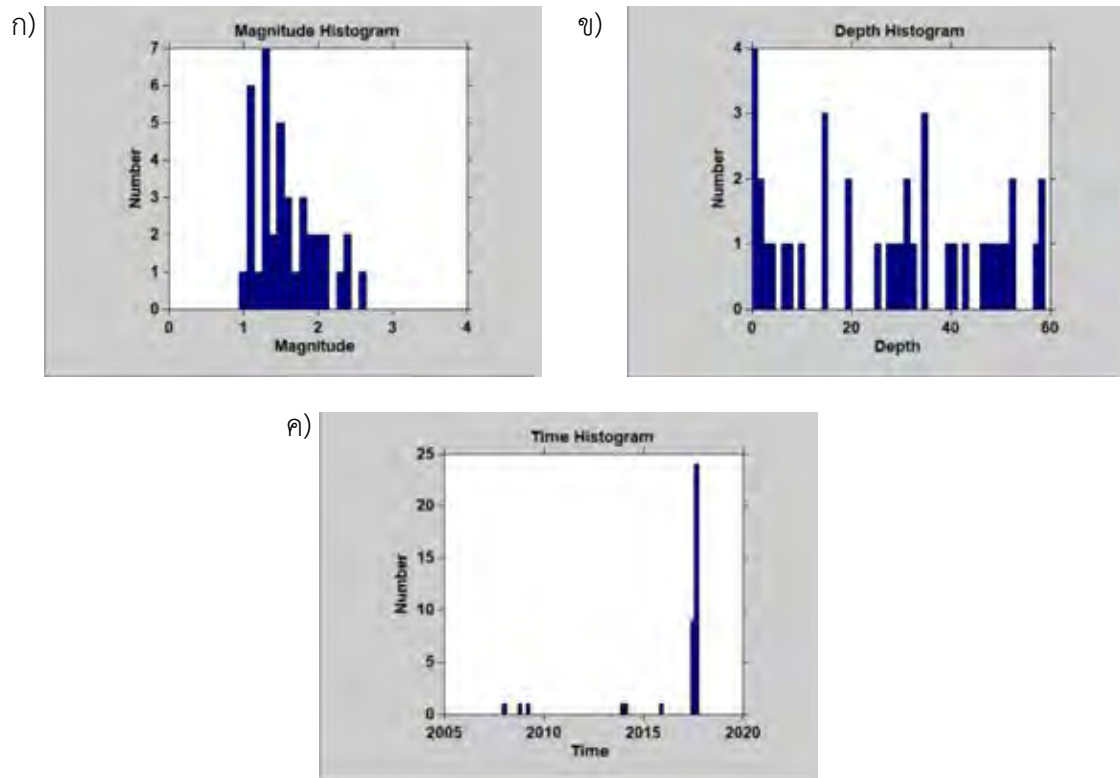 ก)
Magnitude Histogram
7
6
5
4
3
2
1
0
Number
0 1 2 3 4
Magnitude
ข)
Depth Histogram
4
3
2
1
0
Number
0 20 40 60
Depth
ค)
Time Histogram
25
20
15
10
5
0
Number
2005 2010 2015 2020
Time